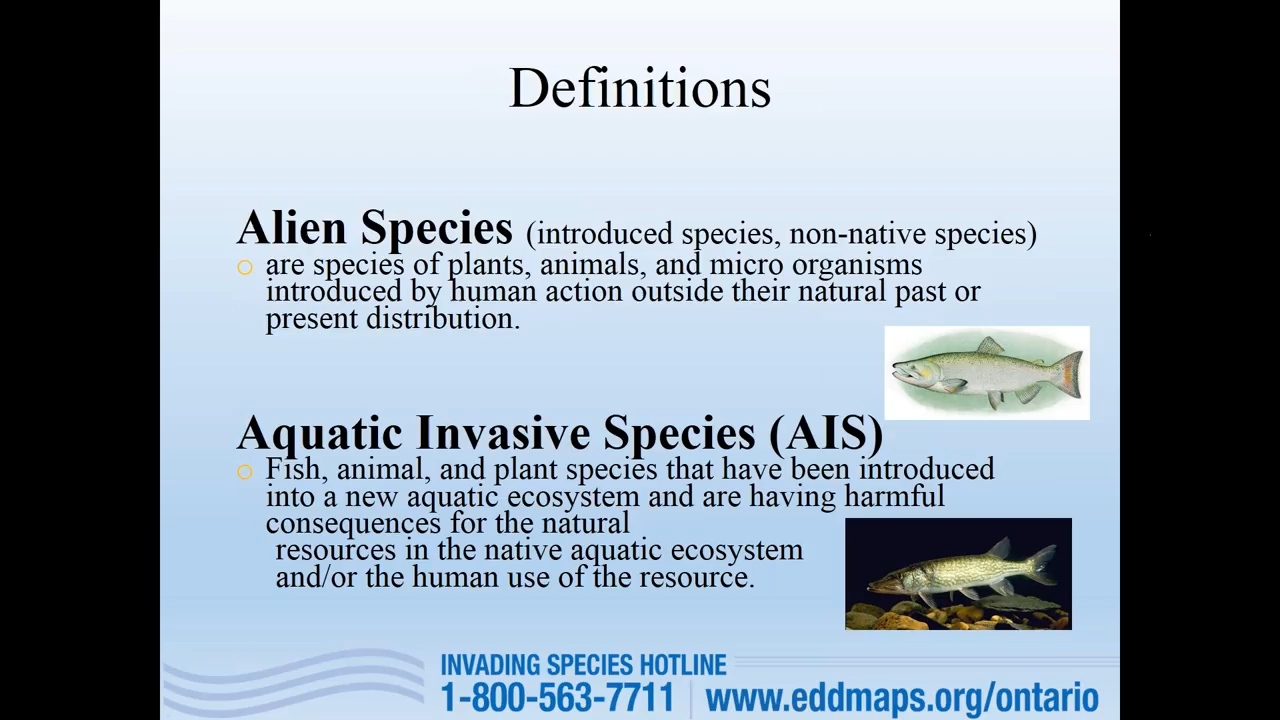 Definitions
Alien Species (introduced species, non-native species)
are species of plants, animals, and micro organisms
introduced by human action outside their natural past or
present distribution.
Aquatic Invasive Species (AIS)
Fish, animal, and plant species that have been introduced
into a new aquatic ecosystem and are having harmful
consequences for the natural
resources in the native aquatic ecosystem
and/or the human use of the resource.
INVADING SPECIES HOTLINE
1-800-563-7711 | www.eddmaps.org/ontario